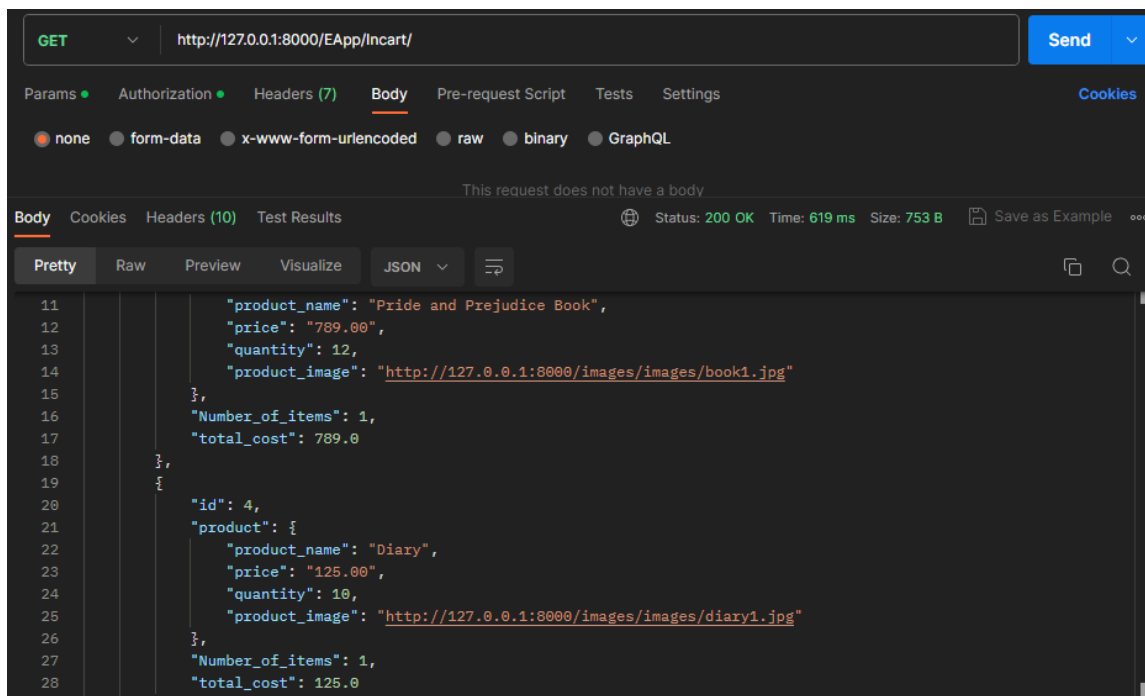 GET http://127.0.0.1:8000/EApp/Incart/ Send
Params Authorization Headers (7) Body Pre-request Script Tests Settings Cookies
none form-data x-www-form-urlencoded raw binary GraphQL
This request does not have a body
Body Cookies Headers (10) Test Results Status: 200 OK Time: 619 ms Size: 753 B Save as Example
Pretty Raw Preview Visualize JSON
11 "product_name": "Pride and Prejudice Book",
12 "price": "789.00",
13 "quantity": 12,
14 "product_image": "http://127.0.0.1:8000/images/images/book1.jpg"
15 },
16 "Number_of_items": 1,
17 "total_cost": 789.0
18 },
19 {
20 "id": 4,
21 "product": {
22 "product_name": "Diary",
23 "price": "125.00",
24 "quantity": 10,
25 "product_image": "http://127.0.0.1:8000/images/images/diary1.jpg"
26 },
27 "Number_of_items": 1,
28 "total_cost": 125.0